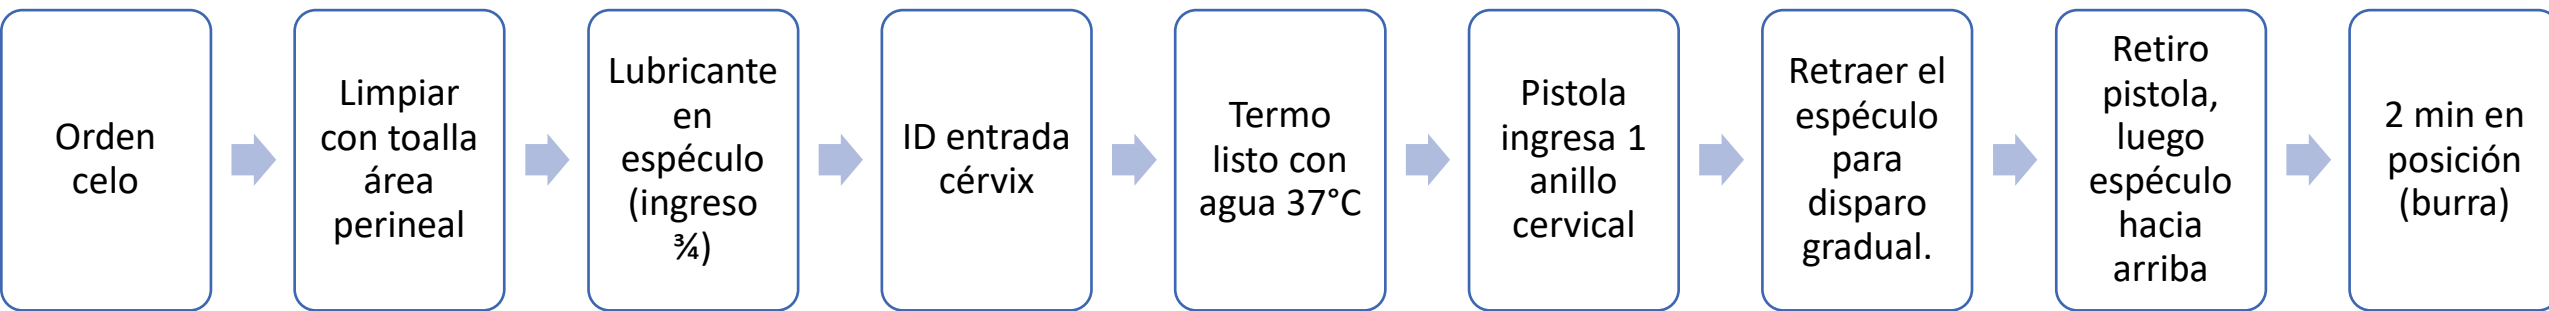 Orden
celo
Limpiar
con toalla
área
perineal
Lubricante
en
espéculo
(ingreso
¾)
ID entrada
cérvix
Termo
listo con
agua 37°C
Pistola
ingresa 1
anillo
cervical
Retraer el
espéculo
para
disparo
gradual.
Retiro
pistola,
luego
espéculo
hacia
arriba
2 min en
posición
(burra)